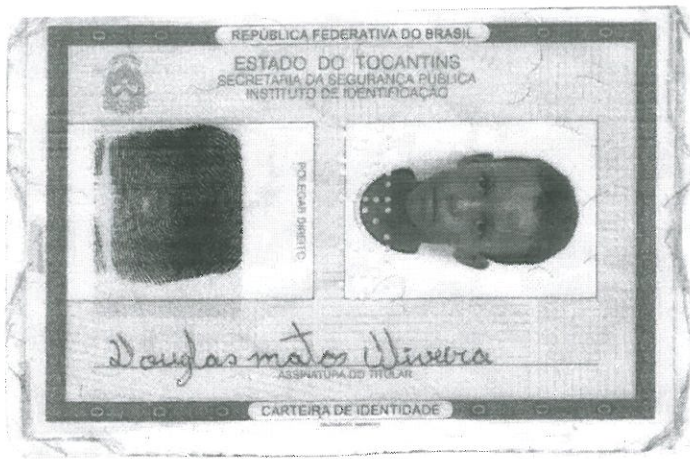 REPÚBLICA FEDERATIVA DO BRASIL
ESTADO DO TOCANTINS
SECRETARIA DA SEGURANÇA PÚBLICA
INSTITUTO DE IDENTIFICAÇÃO
POLEGAR DIREITO
Douglas matos Oliveira
ASSINATURA DO TITULAR
CARTEIRA DE IDENTIDADE